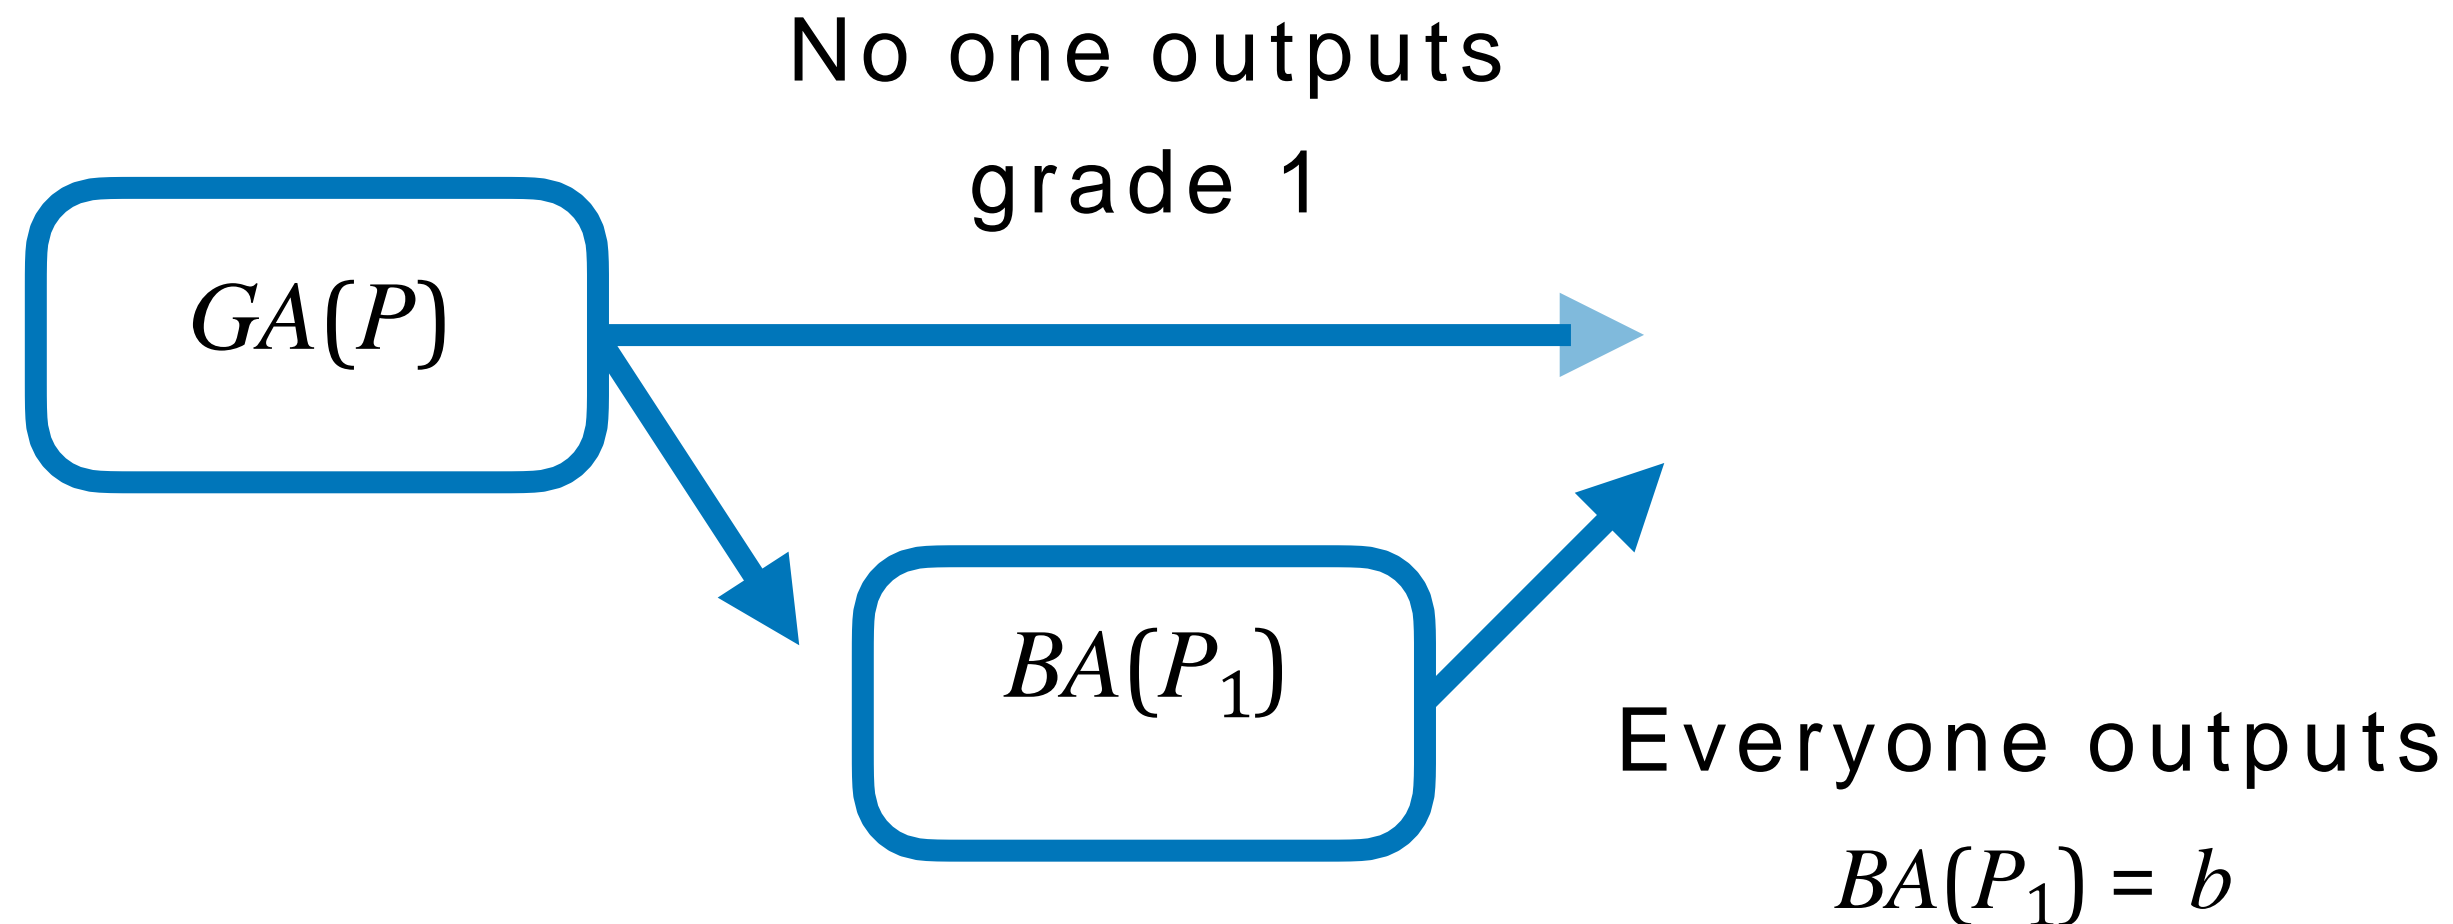 No one outputs
grade 1
GA(P)
BA(P₁)
Everyone outputs
BA(P₁) = b